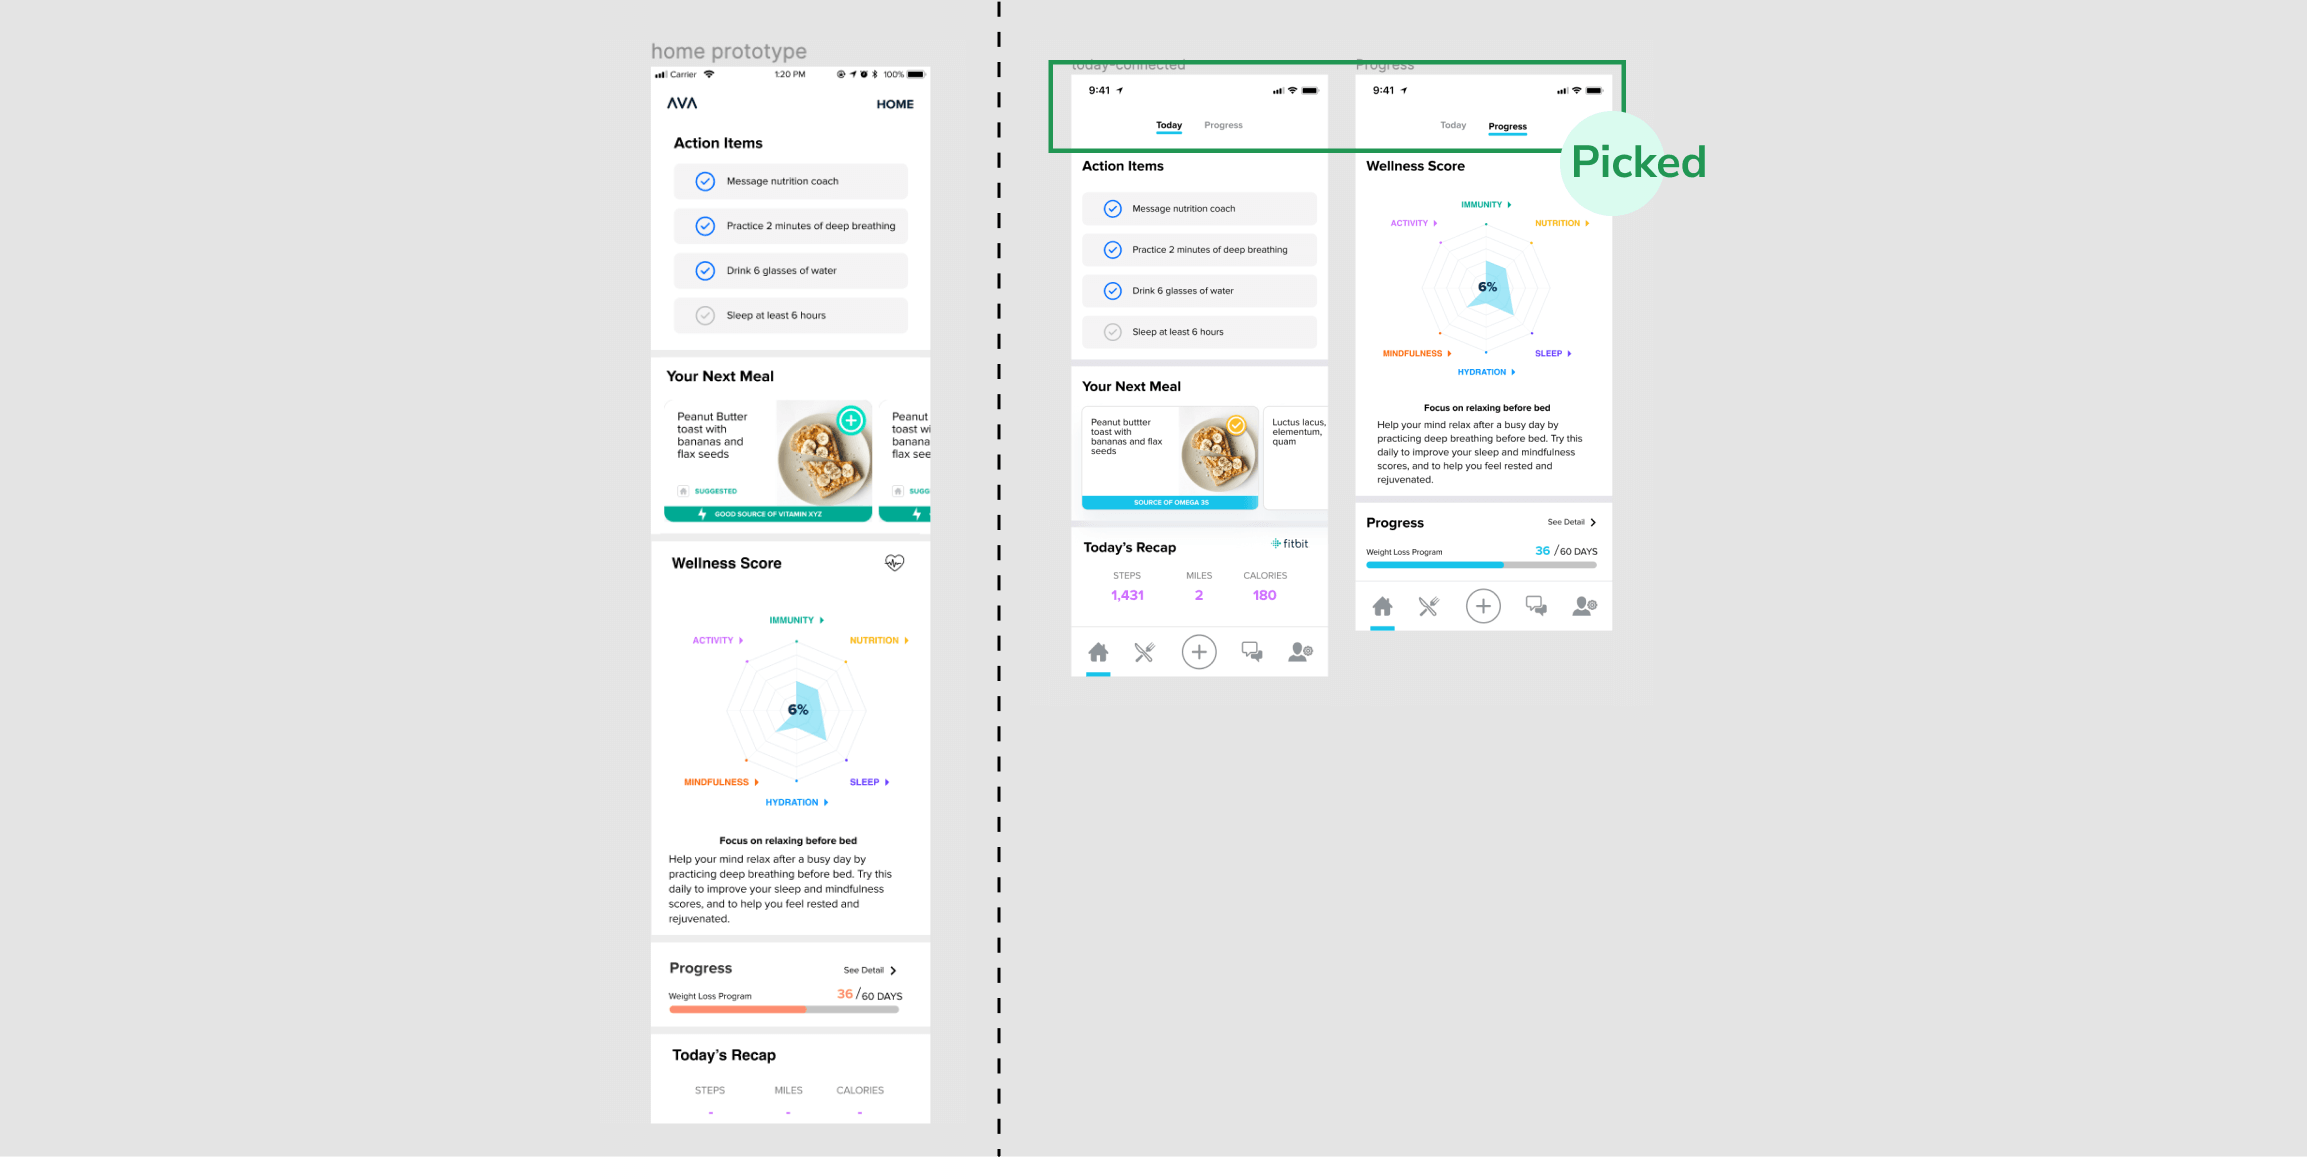 home prototype
Carrier
1:20 PM
100%
AVA
HOME
Action Items
Message nutrition coach
Practice 2 minutes of deep breathing
Drink 6 glasses of water
Sleep at least 6 hours
Your Next Meal
Peanut Butter
toast with
bananas and
flax seeds
SUGGESTED
GOOD SOURCE OF VITAMIN XYZ
Peanut
toast wi
banana
flax see
SUGG
Wellness Score
IMMUNITY
ACTIVITY
NUTRITION
6%
MINDFULNESS
SLEEP
HYDRATION
Focus on relaxing before bed
Help your mind relax after a busy day by
practicing deep breathing before bed. Try this
daily to improve your sleep and mindfulness
scores, and to help you feel rested and
rejuvenated.
Progress
See Detail
Weight Loss Program
36 /60 DAYS
Today's Recap
STEPS
MILES
CALORIES
-
-
-
today-connected
9:41
Today
Progress
Action Items
Message nutrition coach
Practice 2 minutes of deep breathing
Drink 6 glasses of water
Sleep at least 6 hours
Your Next Meal
Peanut buttter
toast with
bananas and flax
seeds
SOURCE OF OMEGA 3S
Luctus lacus,
elementum,
quam
Today's Recap
fitbit
STEPS
MILES
CALORIES
1,431
2
180
Progress
9:41
Today
Progress
Picked
Wellness Score
IMMUNITY
ACTIVITY
NUTRITION
6%
MINDFULNESS
SLEEP
HYDRATION
Focus on relaxing before bed
Help your mind relax after a busy day by
practicing deep breathing before bed. Try this
daily to improve your sleep and mindfulness
scores, and to help you feel rested and
rejuvenated.
Progress
See Detail
Weight Loss Program
36 /60 DAYS